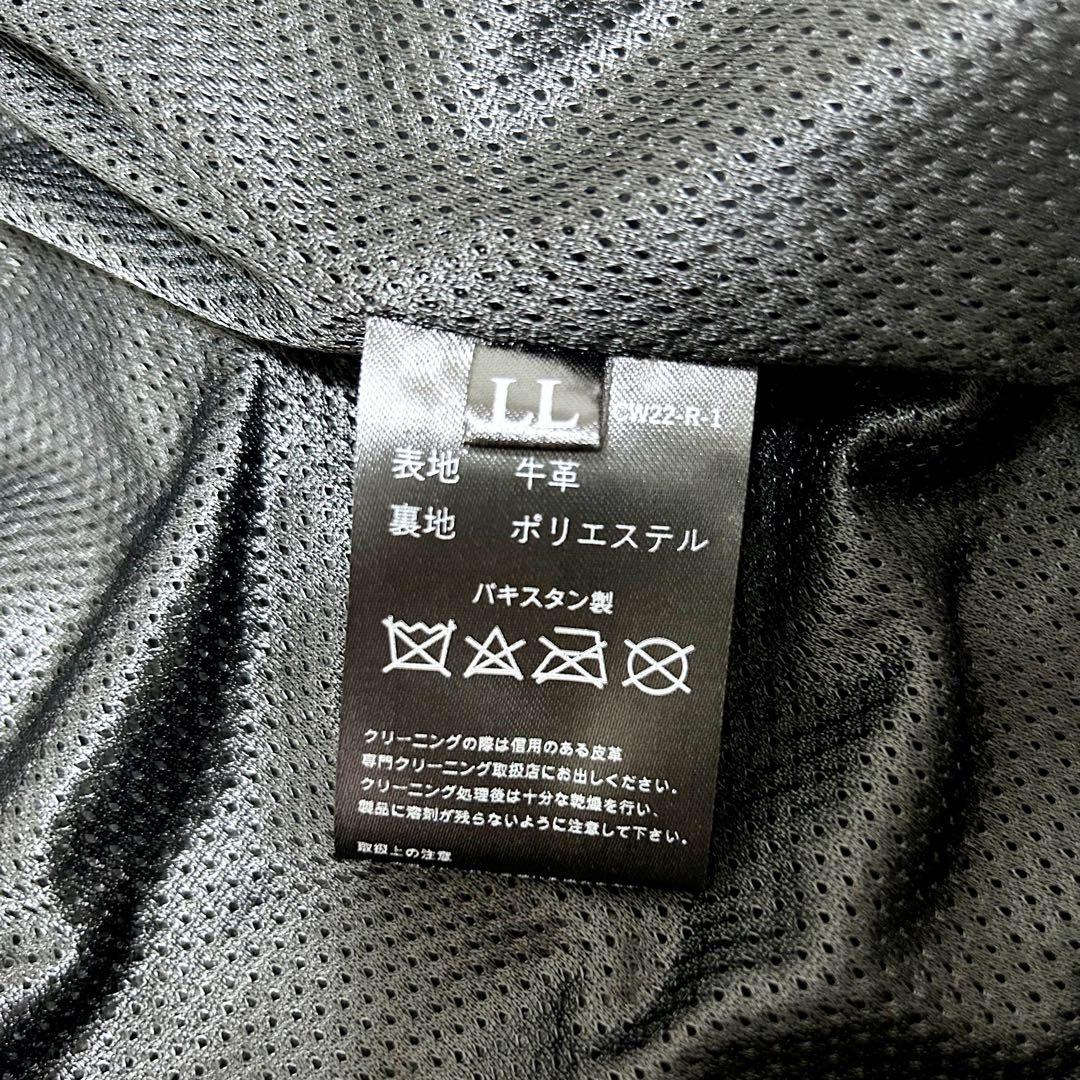 LL
CW22-R-1
表地 牛革
裏地 ポリエステル
パキスタン製
クリーニングの際は信用のある皮革
専門クリーニング取扱店にお出しください。
クリーニング処理後は十分な乾燥を行い、
製品に溶剤が残らないように注意して下さい。
取扱上の注意